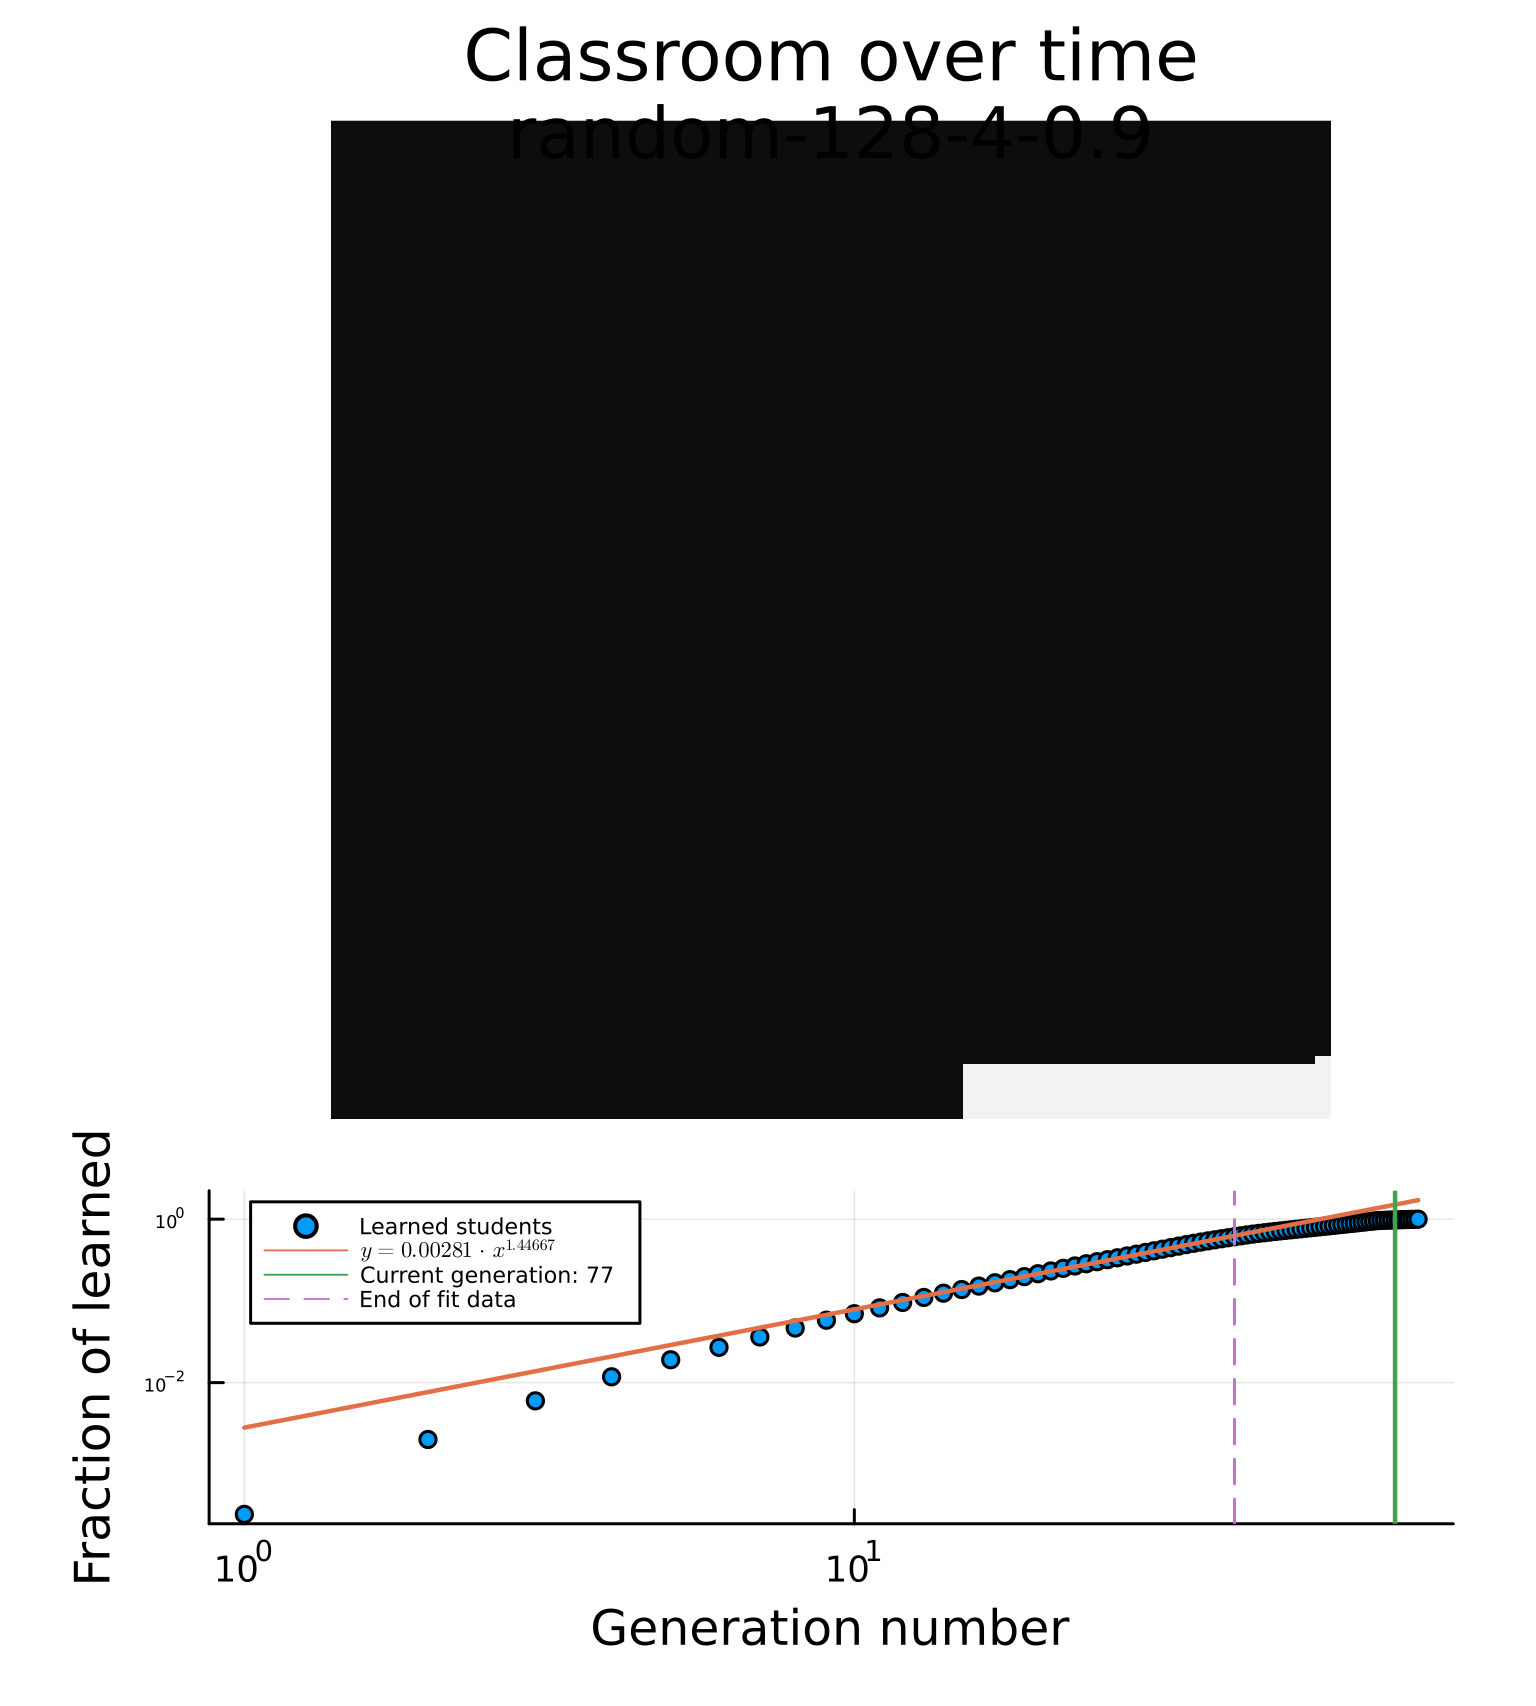 Classroom over time
random-128-4-0.9
Fraction of learned
10^0
10^-2
Learned students
y = 0.00281 · x^1.44667
Current generation: 77
End of fit data
10^0
10^1
Generation number